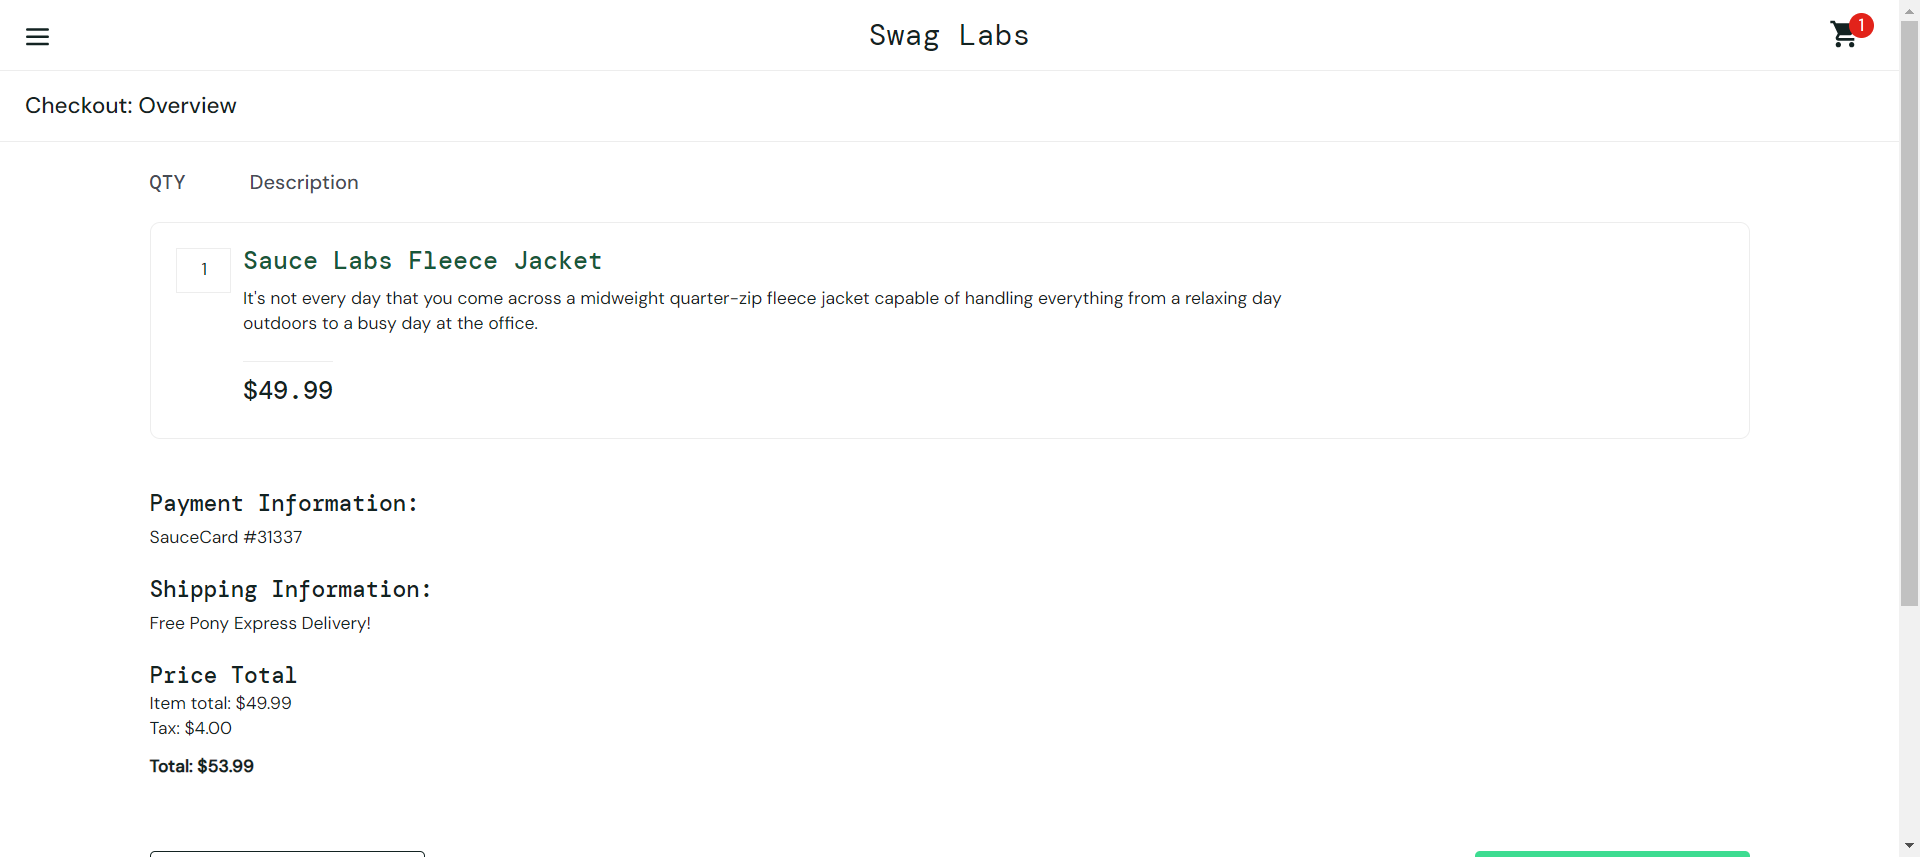 Swag Labs
1
Checkout: Overview
QTY Description
1
Sauce Labs Fleece Jacket
It's not every day that you come across a midweight quarter-zip fleece jacket capable of handling everything from a relaxing day
outdoors to a busy day at the office.
$49.99
Payment Information:
SauceCard #31337
Shipping Information:
Free Pony Express Delivery!
Price Total
Item total: $49.99
Tax: $4.00
Total: $53.99